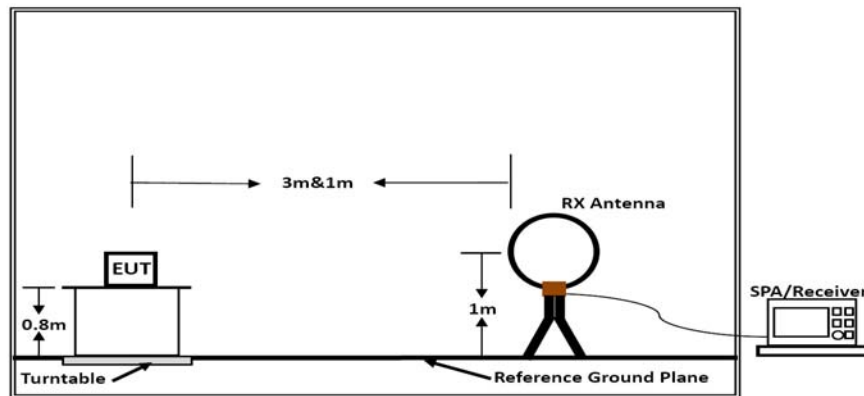 3m&1m
RX Antenna
EUT
SPA/Receiver
0.8m
1m
Turntable
Reference Ground Plane